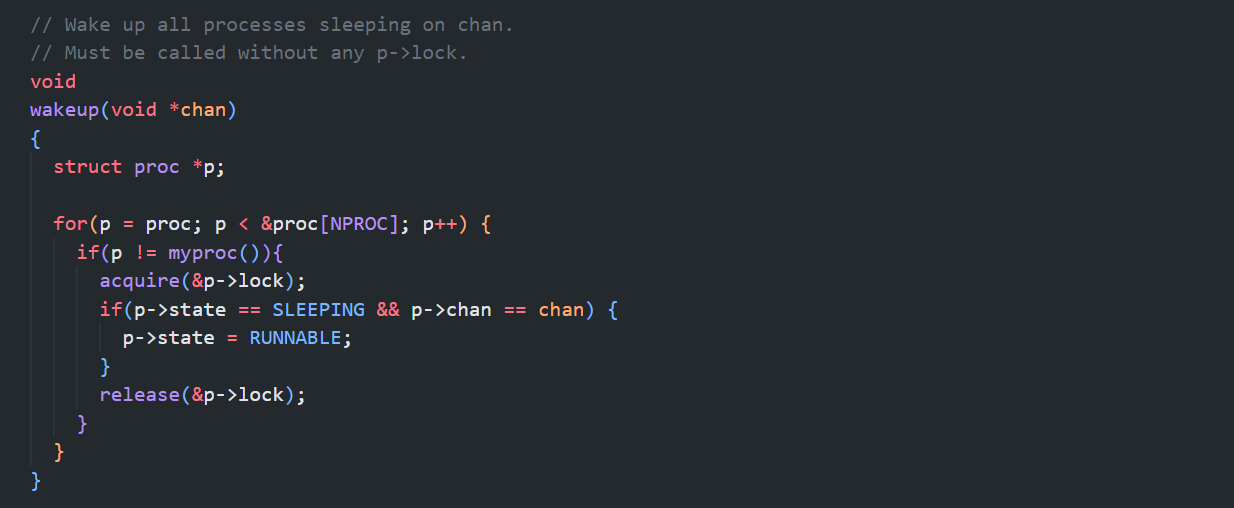 // Wake up all processes sleeping on chan.
// Must be called without any p->lock.
void
wakeup(void *chan)
{
  struct proc *p;

  for(p = proc; p < &proc[NPROC]; p++) {
    if(p != myproc()){
      acquire(&p->lock);
      if(p->state == SLEEPING && p->chan == chan) {
        p->state = RUNNABLE;
      }
      release(&p->lock);
    }
  }
}